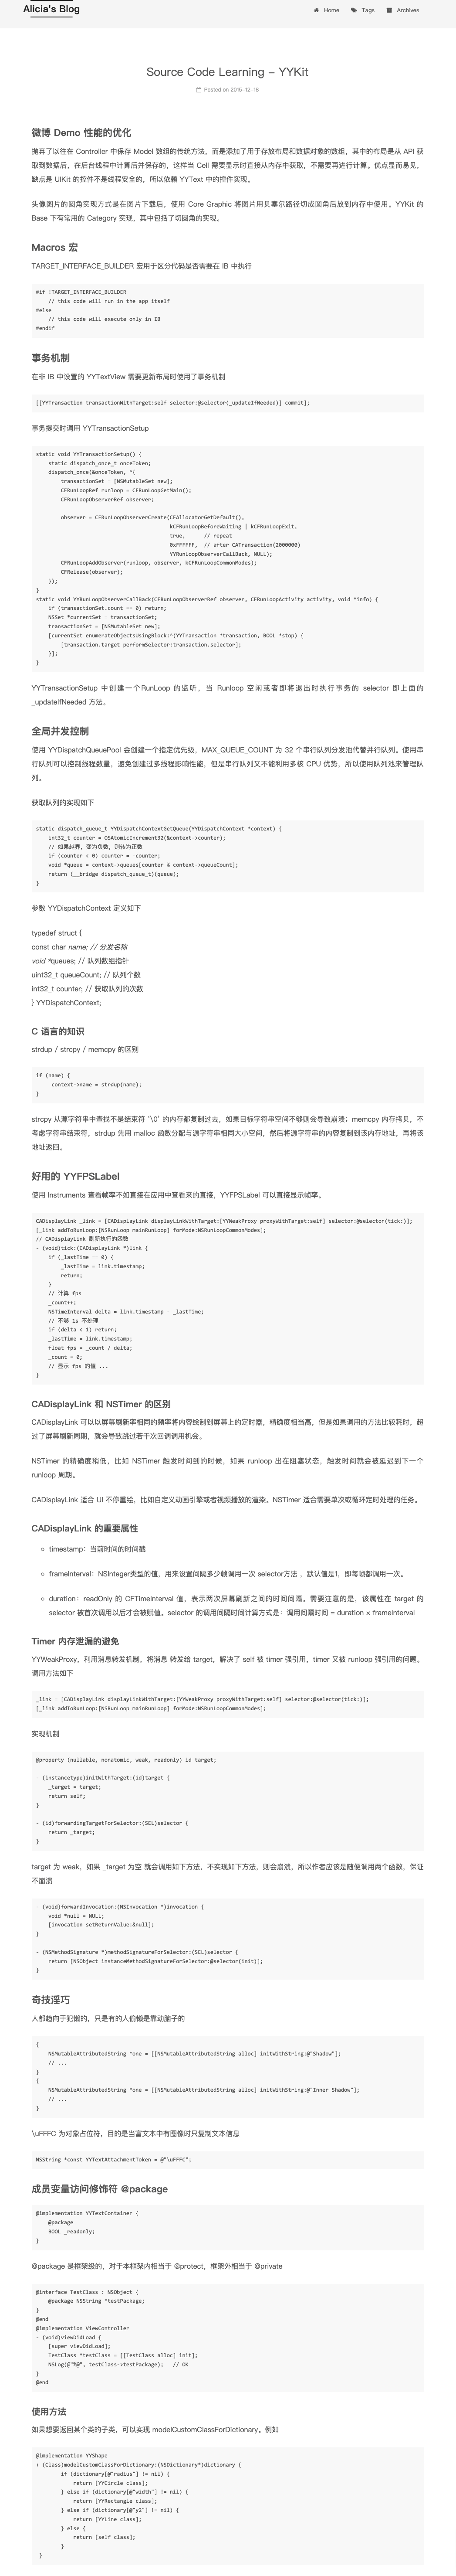 Alicia's Blog
Home
Tags
Archives
Source Code Learning - YYKit
Posted on 2015-12-18
微博 Demo 性能的优化
抛弃了以往在 Controller 中保存 Model 数组的传统方法，而是添加了用于存放布局和数据对象的数组，其中的布局是从 API 获
取到数据后，在后台线程中计算后并保存的，这样当 Cell 需要显示时直接从内存中获取，不需要再进行计算。优点显而易见，
缺点是 UIKit 的控件不是线程安全的，所以依赖 YYText 中的控件实现。
头像图片的圆角实现方式是在图片下载后，使用 Core Graphic 将图片用贝塞尔路径切成圆角后放到内存中使用。YYKit 的
Base 下有常用的 Category 实现，其中包括了切圆角的实现。
Macros 宏
TARGET_INTERFACE_BUILDER 宏用于区分代码是否需要在 IB 中执行
#if !TARGET_INTERFACE_BUILDER
    // this code will run in the app itself
#else
    // this code will execute only in IB
#endif
事务机制
在非 IB 中设置的 YYTextView 需要更新布局时使用了事务机制
[[YYTransaction transactionWithTarget:self selector:@selector(_updateIfNeeded)] commit];
事务提交时调用 YYTransactionSetup
static void YYTransactionSetup() {
    static dispatch_once_t onceToken;
    dispatch_once(&onceToken, ^{
        transactionSet = [NSMutableSet new];
        CFRunLoopRef runloop = CFRunLoopGetMain();
        CFRunLoopObserverRef observer;
        observer = CFRunLoopObserverCreate(CFAllocatorGetDefault(),
                                           kCFRunLoopBeforeWaiting | kCFRunLoopExit,
                                           true,      // repeat
                                           0xFFFFFF,  // after CATransaction(2000000)
                                           YYRunLoopObserverCallBack, NULL);
        CFRunLoopAddObserver(runloop, observer, kCFRunLoopCommonModes);
        CFRelease(observer);
    });
}
static void YYRunLoopObserverCallBack(CFRunLoopObserverRef observer, CFRunLoopActivity activity, void *info) {
    if (transactionSet.count == 0) return;
    NSSet *currentSet = transactionSet;
    transactionSet = [NSMutableSet new];
    [currentSet enumerateObjectsUsingBlock:^(YYTransaction *transaction, BOOL *stop) {
        [transaction.target performSelector:transaction.selector];
    }];
}
YYTransactionSetup 中创建一个RunLoop 的监听，当 Runloop 空闲或者即将退出时执行事务的 selector 即上面的
_updateIfNeeded 方法。
全局并发控制
使用 YYDispatchQueuePool 会创建一个指定优先级，MAX_QUEUE_COUNT 为 32 个串行队列分发池代替并行队列。使用串
行队列可以控制线程数量，避免创建过多线程影响性能，但是串行队列又不能利用多核 CPU 优势，所以使用队列池来管理队
列。
获取队列的实现如下
static dispatch_queue_t YYDispatchContextGetQueue(YYDispatchContext *context) {
    int32_t counter = OSAtomicIncrement32(&context->counter);
    // 如果越界，变为负数，则转为正数
    if (counter < 0) counter = -counter;
    void *queue = context->queues[counter % context->queueCount];
    return (__bridge dispatch_queue_t)(queue);
}
参数 YYDispatchContext 定义如下
typedef struct {
const char name; // 分发名称
void *queues; // 队列数组指针
uint32_t queueCount; // 队列个数
int32_t counter; // 获取队列的次数
} YYDispatchContext;
C 语言的知识
strdup / strcpy / memcpy 的区别
if (name) {
     context->name = strdup(name);
}
strcpy 从源字符串中查找不是结束符 '\0' 的内存都复制过去，如果目标字符串空间不够则会导致崩溃；memcpy 内存拷贝，不
考虑字符串结束符，strdup 先用 malloc 函数分配与源字符串相同大小空间，然后将源字符串的内容复制到该内存地址，再将该
地址返回。
好用的 YYFPSLabel
使用 Instruments 查看帧率不如直接在应用中查看来的直接，YYFPSLabel 可以直接显示帧率。
CADisplayLink _link = [CADisplayLink displayLinkWithTarget:[YYWeakProxy proxyWithTarget:self] selector:@selector(tick:)];
[_link addToRunLoop:[NSRunLoop mainRunLoop] forMode:NSRunLoopCommonModes];
// CADisplayLink 刷新执行的函数
- (void)tick:(CADisplayLink *)link {
    if (_lastTime == 0) {
        _lastTime = link.timestamp;
        return;
    }
    // 计算 fps
    _count++;
    NSTimeInterval delta = link.timestamp - _lastTime;
    // 不够 1s 不处理
    if (delta < 1) return;
    _lastTime = link.timestamp;
    float fps = _count / delta;
    _count = 0;
    // 显示 fps 的值 ...
}
CADisplayLink 和 NSTimer 的区别
CADisplayLink 可以以屏幕刷新率相同的频率将内容绘制到屏幕上的定时器，精确度相当高，但是如果调用的方法比较耗时，超
过了屏幕刷新周期，就会导致跳过若干次回调调用机会。
NSTimer 的精确度稍低，比如 NSTimer 触发时间到的时候，如果 runloop 出在阻塞状态，触发时间就会被延迟到下一个
runloop 周期。
CADisplayLink 适合 UI 不停重绘，比如自定义动画引擎或者视频播放的渲染。NSTimer 适合需要单次或循环定时处理的任务。
CADisplayLink 的重要属性
timestamp：当前时间的时间戳
frameInterval：NSInteger类型的值，用来设置间隔多少帧调用一次 selector方法 ，默认值是1，即每帧都调用一次。
duration：readOnly 的 CFTimeInterval 值，表示两次屏幕刷新之间的时间间隔。需要注意的是，该属性在 target 的
selector 被首次调用以后才会被赋值。selector 的调用间隔时间计算方式是：调用间隔时间 = duration × frameInterval
Timer 内存泄漏的避免
YYWeakProxy，利用消息转发机制，将消息 转发给 target，解决了 self 被 timer 强引用，timer 又被 runloop 强引用的问题。
调用方法如下
_link = [CADisplayLink displayLinkWithTarget:[YYWeakProxy proxyWithTarget:self] selector:@selector(tick:)];
[_link addToRunLoop:[NSRunLoop mainRunLoop] forMode:NSRunLoopCommonModes];
实现机制
@property (nullable, nonatomic, weak, readonly) id target;
- (instancetype)initWithTarget:(id)target {
    _target = target;
    return self;
}
- (id)forwardingTargetForSelector:(SEL)selector {
    return _target;
}
target 为 weak，如果 _target 为空 就会调用如下方法，不实现如下方法，则会崩溃，所以作者应该是随便调用两个函数，保证
不崩溃
- (void)forwardInvocation:(NSInvocation *)invocation {
    void *null = NULL;
    [invocation setReturnValue:&null];
}
- (NSMethodSignature *)methodSignatureForSelector:(SEL)selector {
    return [NSObject instanceMethodSignatureForSelector:@selector(init)];
}
奇技淫巧
人都趋向于犯懒的，只是有的人偷懒是靠动脑子的
{
    NSMutableAttributedString *one = [[NSMutableAttributedString alloc] initWithString:@"Shadow"];
    // ...
}
{
    NSMutableAttributedString *one = [[NSMutableAttributedString alloc] initWithString:@"Inner Shadow"];
    // ...
}
\uFFFC 为对象占位符，目的是当富文本中有图像时只复制文本信息
NSString *const YYTextAttachmentToken = @"\uFFFC";
成员变量访问修饰符 @package
@implementation YYTextContainer {
    @package
    BOOL _readonly;
}
@package 是框架级的，对于本框架内相当于 @protect，框架外相当于 @private
@interface TestClass : NSObject {
    @package NSString *testPackage;
}
@end
@implementation ViewController
- (void)viewDidLoad {
    [super viewDidLoad];
    TestClass *testClass = [[TestClass alloc] init];
    NSLog(@"%@", testClass->testPackage);   // OK
}
@end
使用方法
如果想要返回某个类的子类，可以实现 modelCustomClassForDictionary。例如
@implementation YYShape
+ (Class)modelCustomClassForDictionary:(NSDictionary*)dictionary {
        if (dictionary[@"radius"] != nil) {
            return [YYCircle class];
        } else if (dictionary[@"width"] != nil) {
            return [YYRectangle class];
        } else if (dictionary[@"y2"] != nil) {
            return [YYLine class];
        } else {
            return [self class];
        }
 }